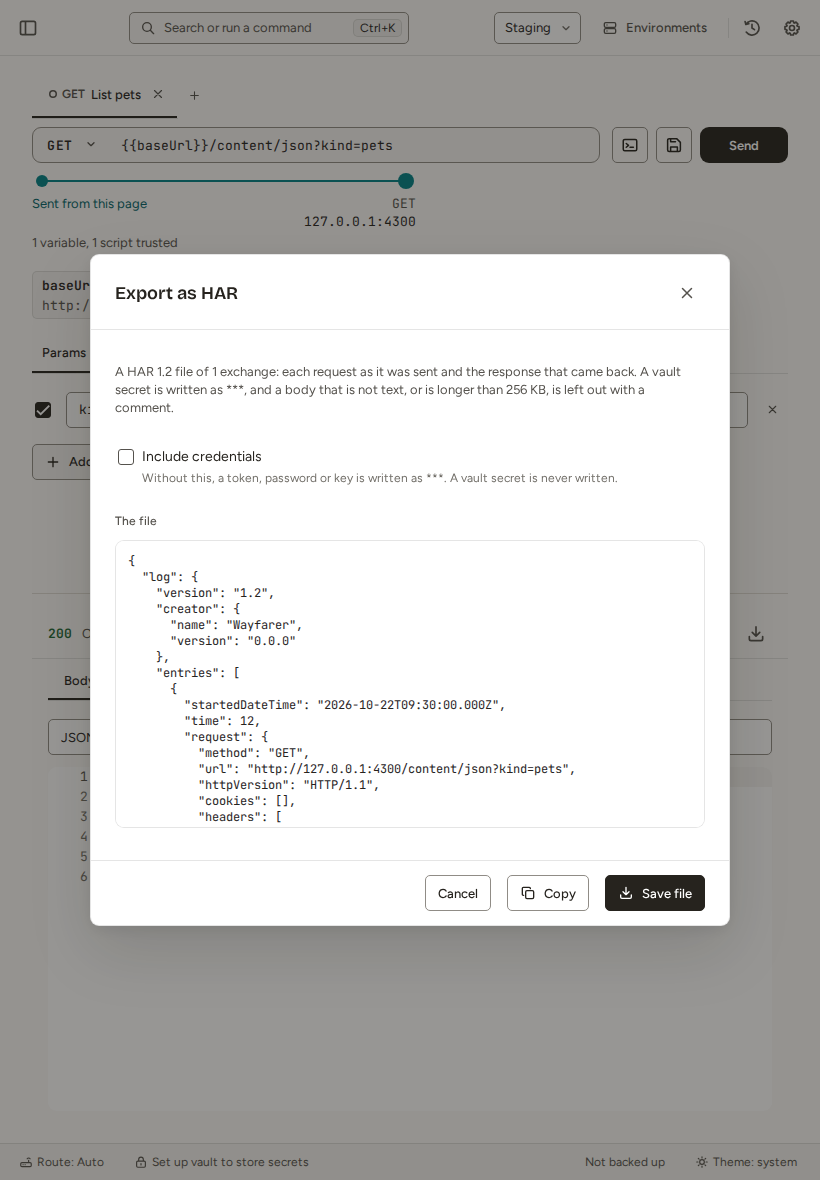 Search or run a command Ctrl+K Staging Environments
GET List pets
GET {{baseUrl}}/content/json?kind=pets Send
Sent from this page GET
127.0.0.1:4300
1 variable, 1 script trusted
http:/
Params
200
Body
JSON
1
2
3
4
5
6
Export as HAR
A HAR 1.2 file of 1 exchange: each request as it was sent and the response that came back. A vault
secret is written as ***, and a body that is not text, or is longer than 256 KB, is left out with a
comment.
Include credentials
Without this, a token, password or key is written as ***. A vault secret is never written.
The file
{
"log": {
"version": "1.2",
"creator": {
"name": "Wayfarer",
"version": "0.0.0"
},
"entries": [
{
"startedDateTime": "2026-10-22T09:30:00.000Z",
"time": 12,
"request": {
"method": "GET",
"url": "http://127.0.0.1:4300/content/json?kind=pets",
"httpVersion": "HTTP/1.1",
"cookies": [],
"headers": [
Cancel Copy Save file
Route: Auto Set up vault to store secrets Not backed up Theme: system